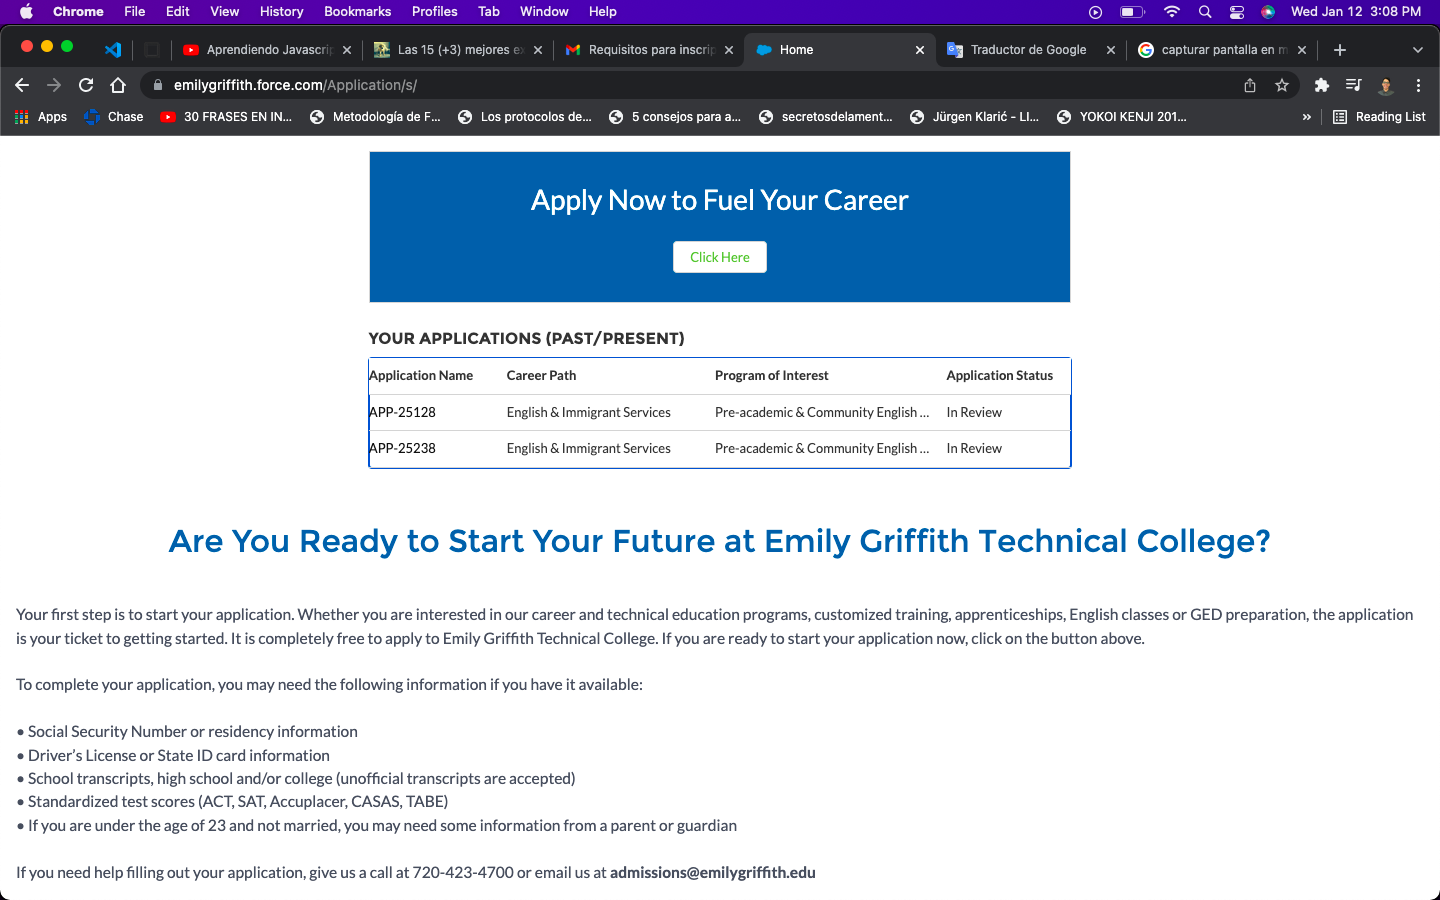 Chrome File Edit View History Bookmarks Profiles Tab Window Help Wed Jan 12 3:08 PM
Aprendiendo Javascrip Las 15 (+3) mejores ex Requisitos para inscrip Home Traductor de Google capturar pantalla en m
emilygriffith.force.com/Application/s/
Apps Chase 30 FRASES EN IN... Metodología de F... Los protocolos de... 5 consejos para a... secretosdelament... Jürgen Klarić - LI... YOKOI KENJI 201... » Reading List
Apply Now to Fuel Your Career
Click Here
YOUR APPLICATIONS (PAST/PRESENT)
Application Name Career Path Program of Interest Application Status
APP-25128 English & Immigrant Services Pre-academic & Community English ... In Review
APP-25238 English & Immigrant Services Pre-academic & Community English ... In Review
Are You Ready to Start Your Future at Emily Griffith Technical College?
Your first step is to start your application. Whether you are interested in our career and technical education programs, customized training, apprenticeships, English classes or GED preparation, the application
is your ticket to getting started. It is completely free to apply to Emily Griffith Technical College. If you are ready to start your application now, click on the button above.
To complete your application, you may need the following information if you have it available:
• Social Security Number or residency information
• Driver's License or State ID card information
• School transcripts, high school and/or college (unofficial transcripts are accepted)
• Standardized test scores (ACT, SAT, Accuplacer, CASAS, TABE)
• If you are under the age of 23 and not married, you may need some information from a parent or guardian
If you need help filling out your application, give us a call at 720-423-4700 or email us at admissions@emilygriffith.edu